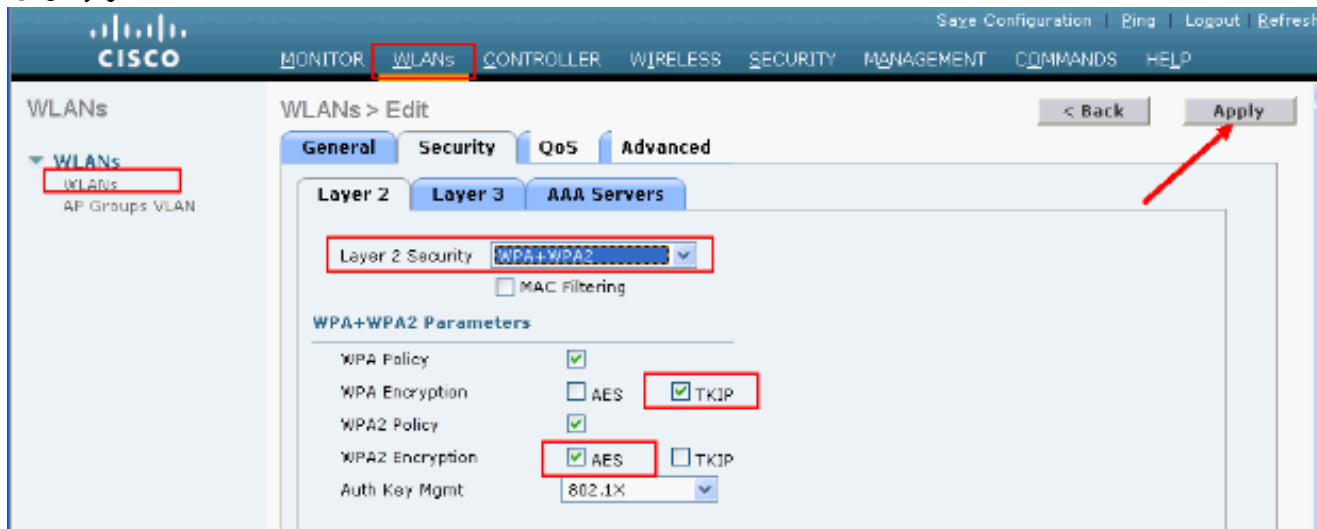 Save Configuration | Ping | Logout | Refresh
CISCO
MONITOR WLANs CONTROLLER WIRELESS SECURITY MANAGEMENT COMMANDS HELP
WLANs
WLANs
WLANs
AP Groups VLAN
WLANs > Edit
< Back
Apply
General Security QoS Advanced
Layer 2 Layer 3 AAA Servers
Layer 2 Security WPA+WPA2
MAC Filtering
WPA+WPA2 Parameters
WPA Policy
WPA Encryption AES TKIP
WPA2 Policy
WPA2 Encryption AES TKIP
Auth Key Mgmt 802.1X